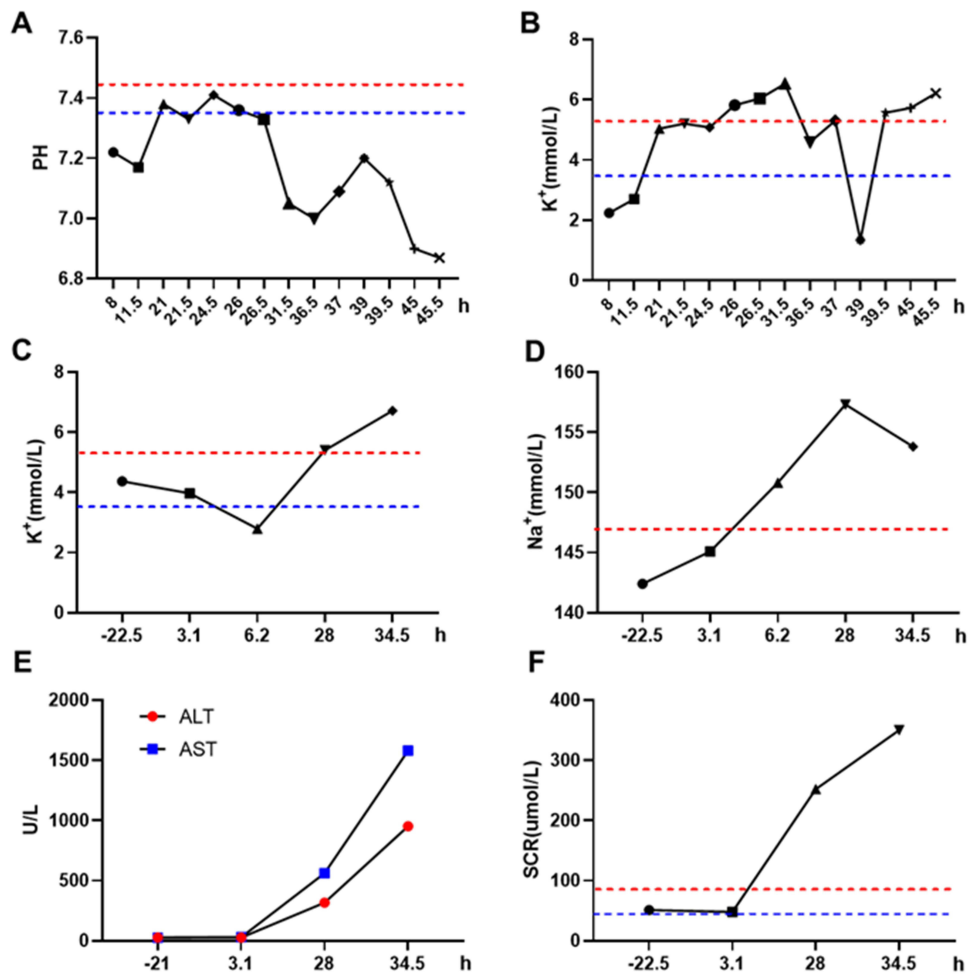 A
PH
7.6
7.4
7.2
7.0
6.8
8 11.5 21 21.5 24.5 26 26.5 31.5 36.5 37 39 39.5 45 45.5 h
B
K+(mmol/L)
8
6
4
2
0
8 11.5 21 21.5 24.5 26 26.5 31.5 36.5 37 39 39.5 45 45.5 h
C
K+(mmol/L)
8
6
4
2
0
-22.5 3.1 6.2 28 34.5 h
D
Na+(mmol/L)
160
155
150
145
140
-22.5 3.1 6.2 28 34.5 h
E
U/L
2000
1500
1000
500
0
ALT
AST
-21 3.1 28 34.5 h
F
SCR(umol/L)
400
300
200
100
0
-22.5 3.1 28 34.5 h